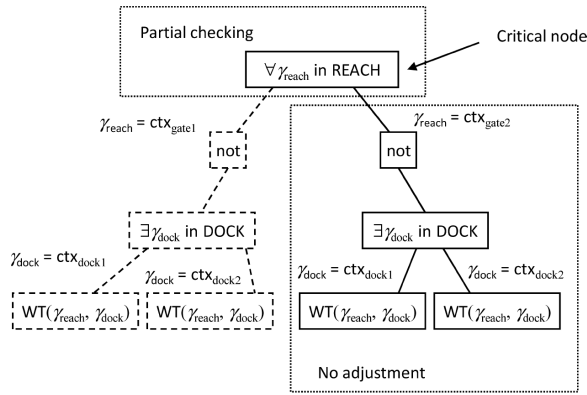 Partial checking
Critical node
∀γreach in REACH
γreach = ctxgate1
γreach = ctxgate2
not
not
∃γdock in DOCK
∃γdock in DOCK
γdock = ctxdock1
γdock = ctxdock2
γdock = ctxdock1
γdock = ctxdock2
WT(γreach, γdock)
WT(γreach, γdock)
WT(γreach, γdock)
WT(γreach, γdock)
No adjustment